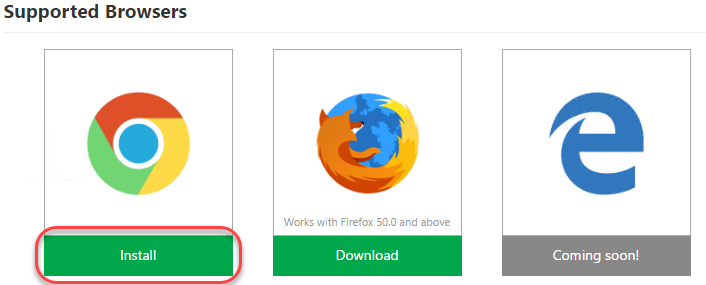 Supported Browsers
Works with Firefox 50.0 and above
Install
Download
Coming soon!